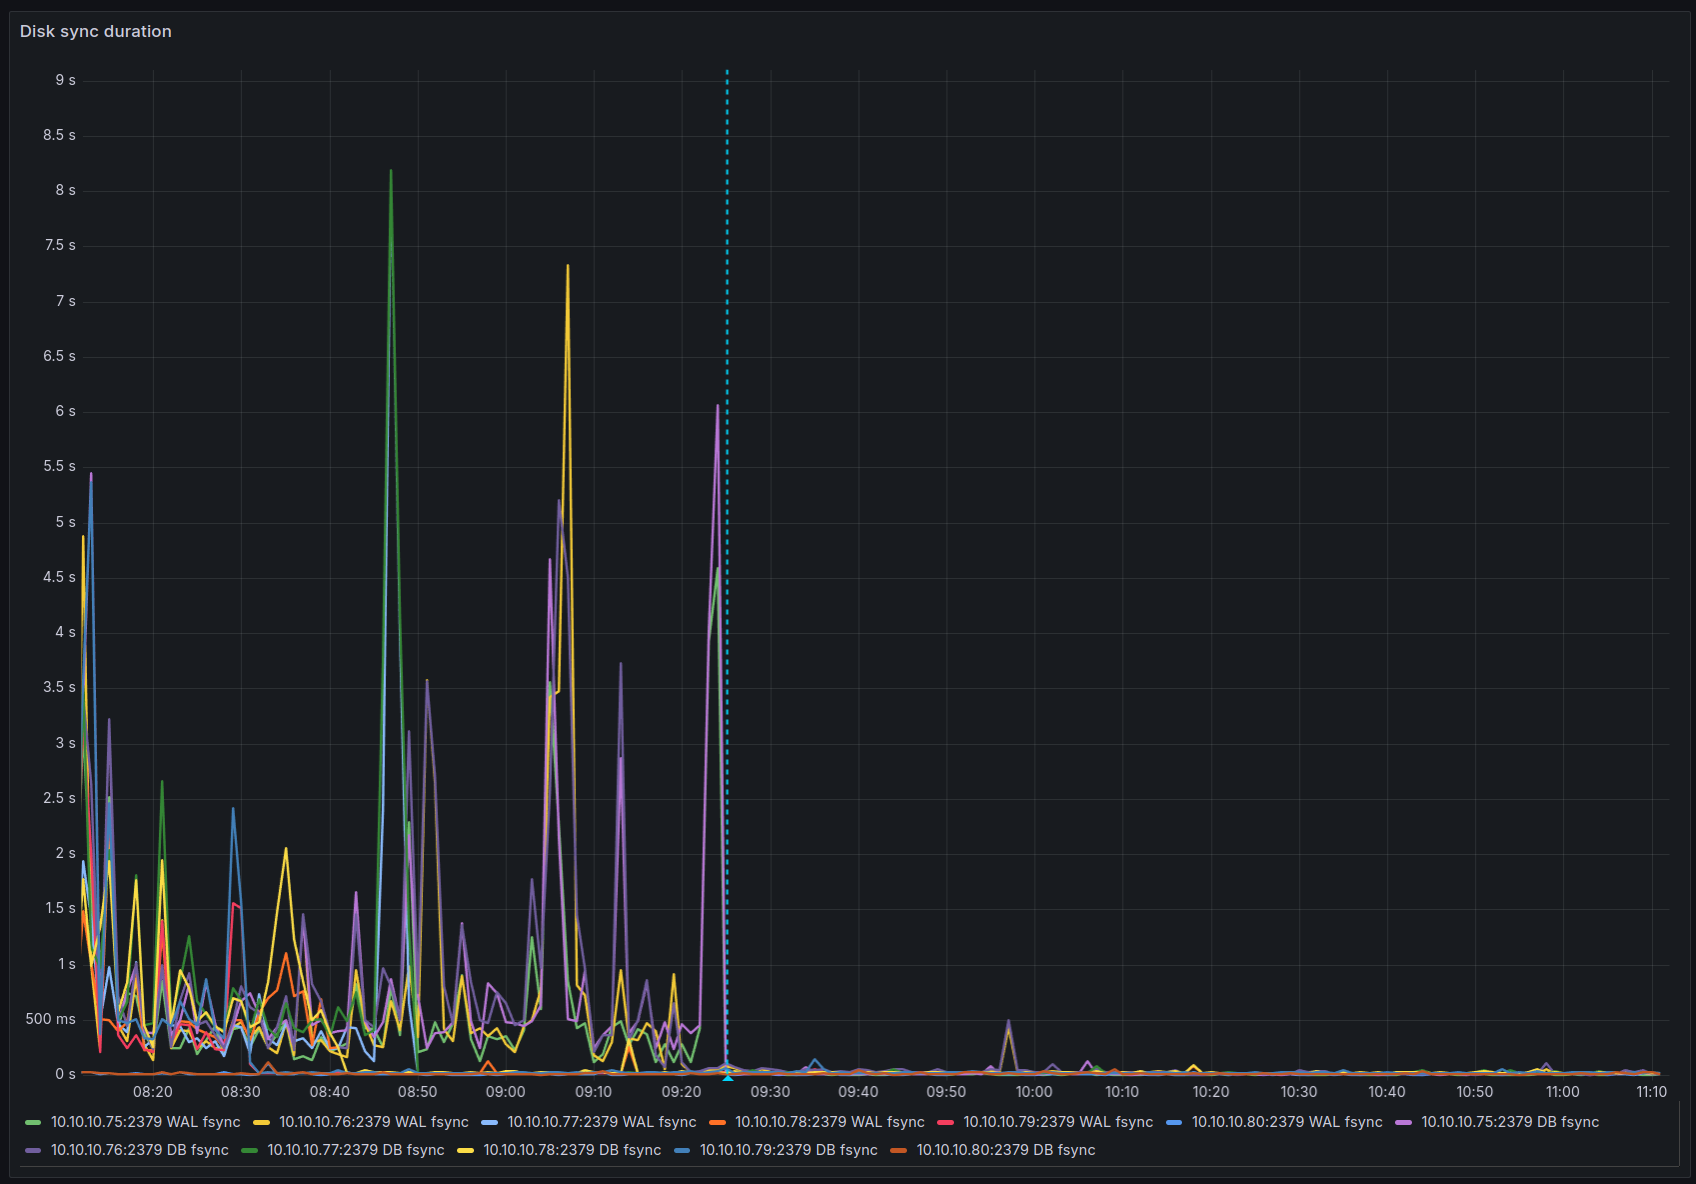 Disk sync duration
9 s
8.5 s
8 s
7.5 s
7 s
6.5 s
6 s
5.5 s
5 s
4.5 s
4 s
3.5 s
3 s
2.5 s
2 s
1.5 s
1 s
500 ms
0 s
08:20 08:30 08:40 08:50 09:00 09:10 09:20 09:30 09:40 09:50 10:00 10:10 10:20 10:30 10:40 10:50 11:00 11:10
10.10.10.75:2379 WAL fsync 10.10.10.76:2379 WAL fsync 10.10.10.77:2379 WAL fsync 10.10.10.78:2379 WAL fsync 10.10.10.79:2379 WAL fsync 10.10.10.80:2379 WAL fsync 10.10.10.75:2379 DB fsync
10.10.10.76:2379 DB fsync 10.10.10.77:2379 DB fsync 10.10.10.78:2379 DB fsync 10.10.10.79:2379 DB fsync 10.10.10.80:2379 DB fsync